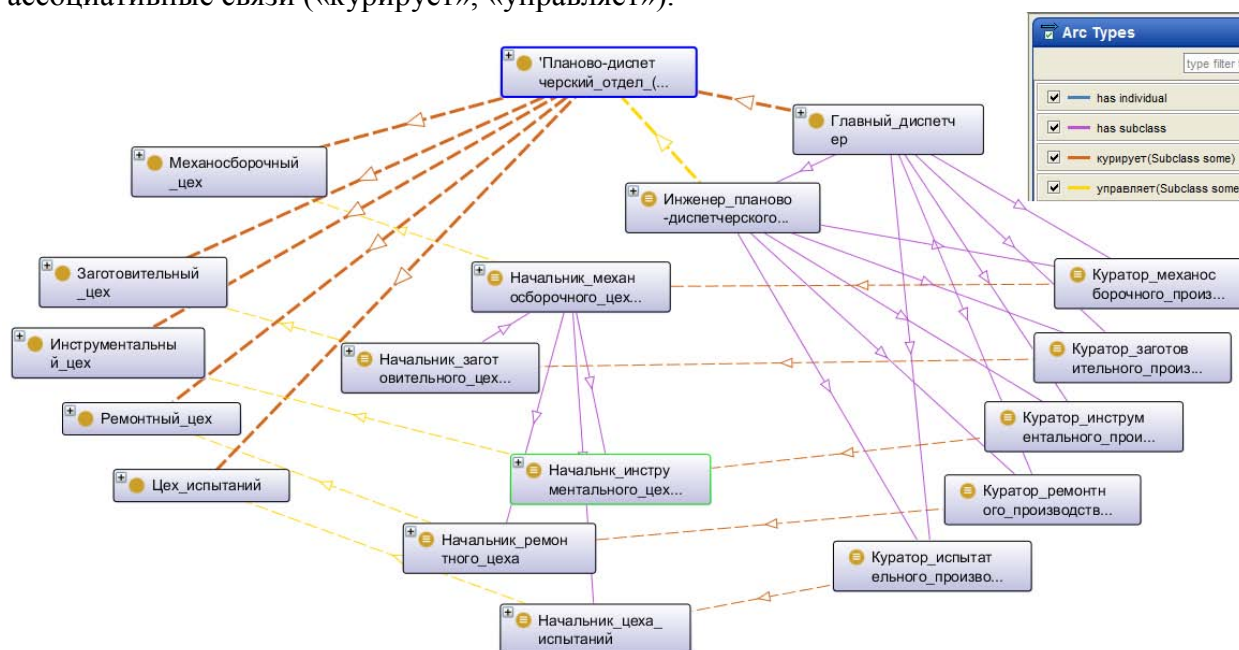 ассоциативные связи («курирует», «управляет»).
Arc Types
type filter
has individual
has subclass
курирует(Subclass some)
управляет(Subclass some
'Планово-диспет
черский_отдел_(...
Главный_диспетч
ер
Механосборочный
_цех
Инженер_планово
-диспетчерского...
Заготовительный
_цех
Начальник_механ
осборочного_цех...
Куратор_механос
борочного_произ...
Инструментальны
й_цех
Начальник_загот
овительного_цех...
Куратор_заготов
ительного_произ...
Ремонтный_цех
Куратор_инструм
ентального_прои...
Цех_испытаний
Начальнк_инстру
ментального_цех...
Куратор_ремонтн
ого_производств...
Начальник_ремон
тного_цеха
Куратор_испытат
ельного_произво...
Начальник_цеха_
испытаний